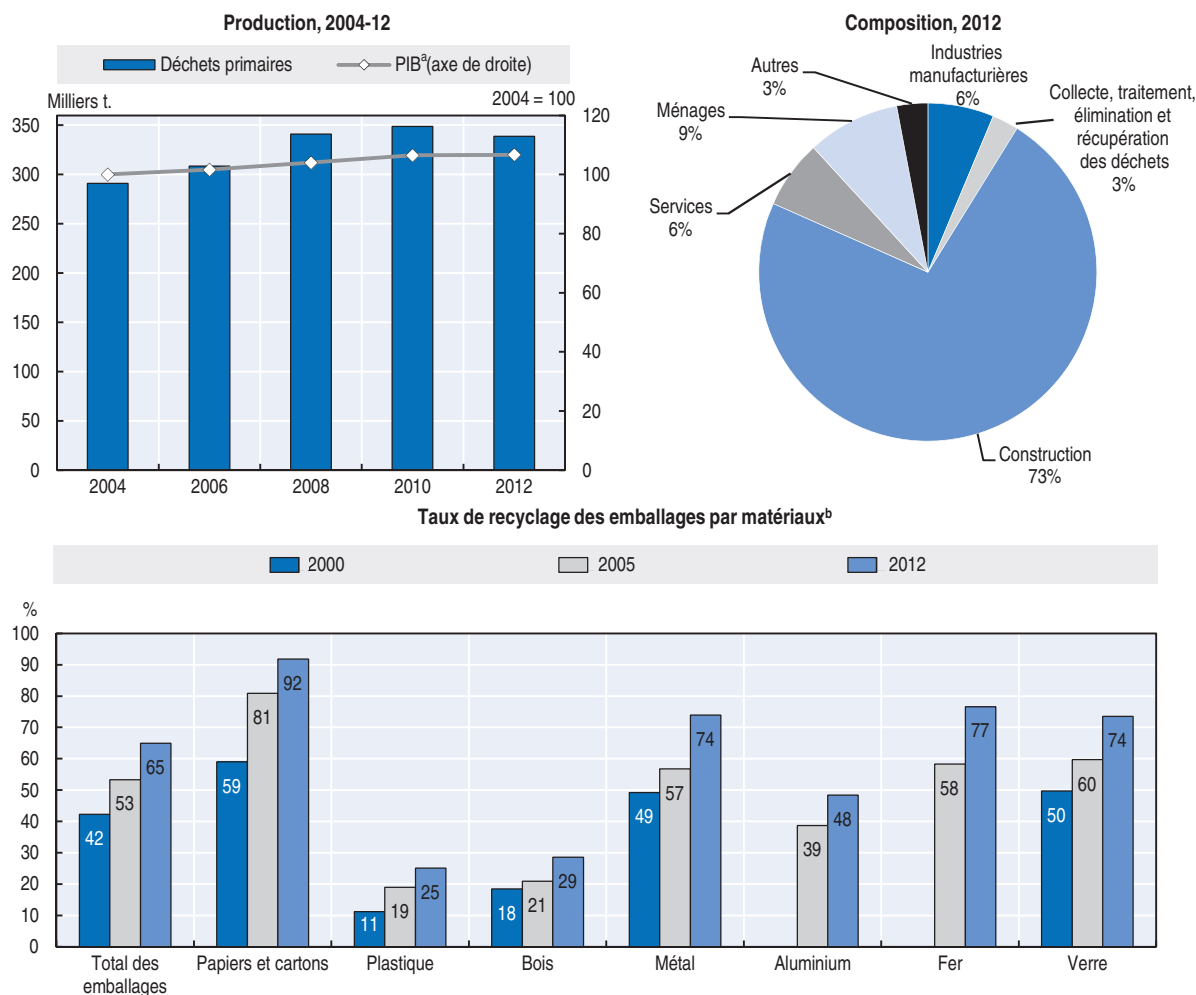 Production, 2004-12
Déchets primaires
PIBᵃ(axe de droite)
Milliers t.
2004 = 100
350
300
250
200
150
100
50
0
120
100
80
60
40
20
0
2004
2006
2008
2010
2012
Composition, 2012
Industries
manufacturières
6%
Collecte, traitement,
élimination et
récupération
des déchets
3%
Autres
3%
Ménages
9%
Services
6%
Construction
73%
Taux de recyclage des emballages par matériauxᵇ
2000
2005
2012
%
100
90
80
70
60
50
40
30
20
10
0
42
53
65
59
81
92
11
19
25
18
21
29
49
57
74
39
48
58
77
50
60
74
Total des
emballages
Papiers et cartons
Plastique
Bois
Métal
Aluminium
Fer
Verre